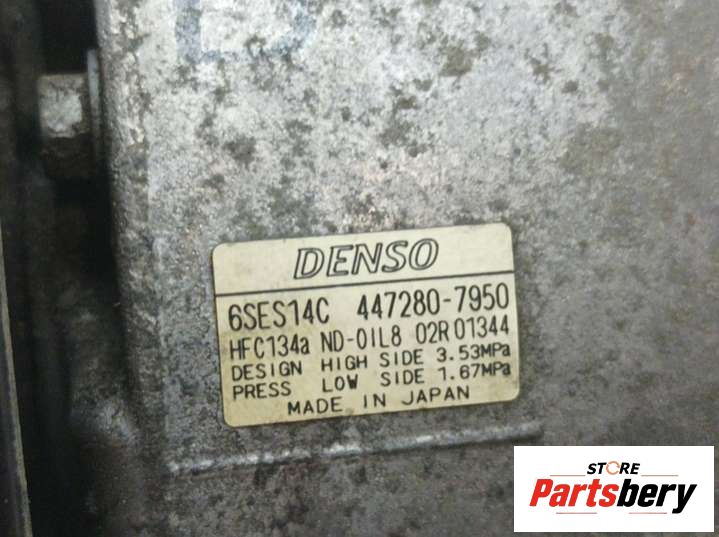 DENSO
6SES14C 447280-7950
HFC134a ND-OIL8 02R01344
DESIGN HIGH SIDE 3.53MPa
PRESS LOW SIDE 1.67MPa
MADE IN JAPAN
STORE
Partsbery